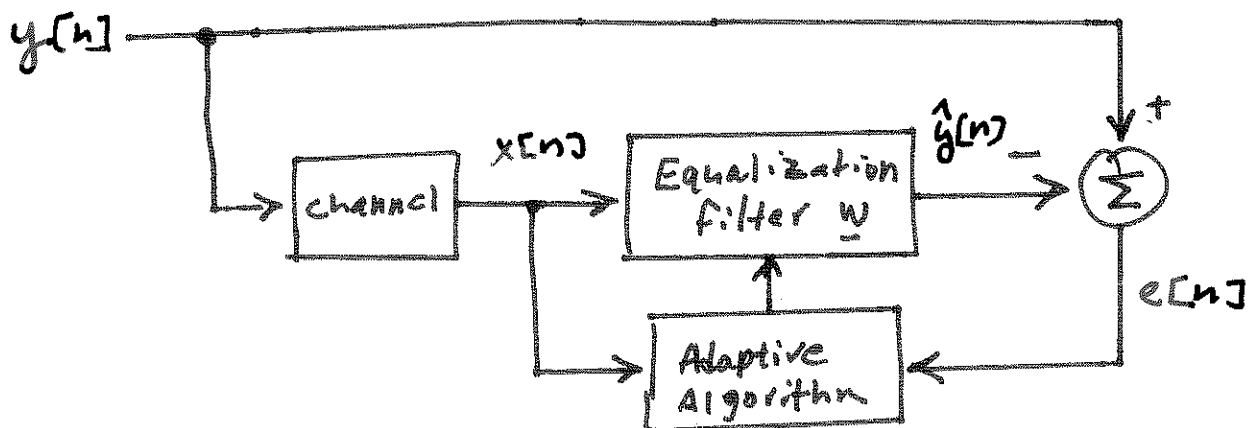 y[n]
+
x[n]
ŷ[n]
−
channel
Equalization
filter w̲
Σ
e[n]
Adaptive
Algorithm